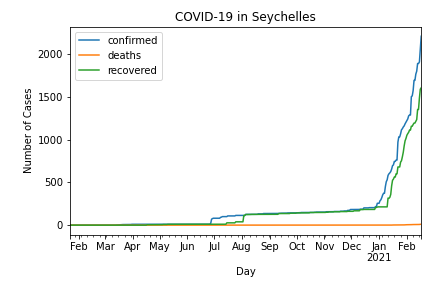 COVID-19 in Seychelles
confirmed
deaths
recovered
Number of Cases
2000
1500
1000
500
0
Feb Mar Apr May Jun Jul Aug Sep Oct Nov Dec Jan Feb
2021
Day